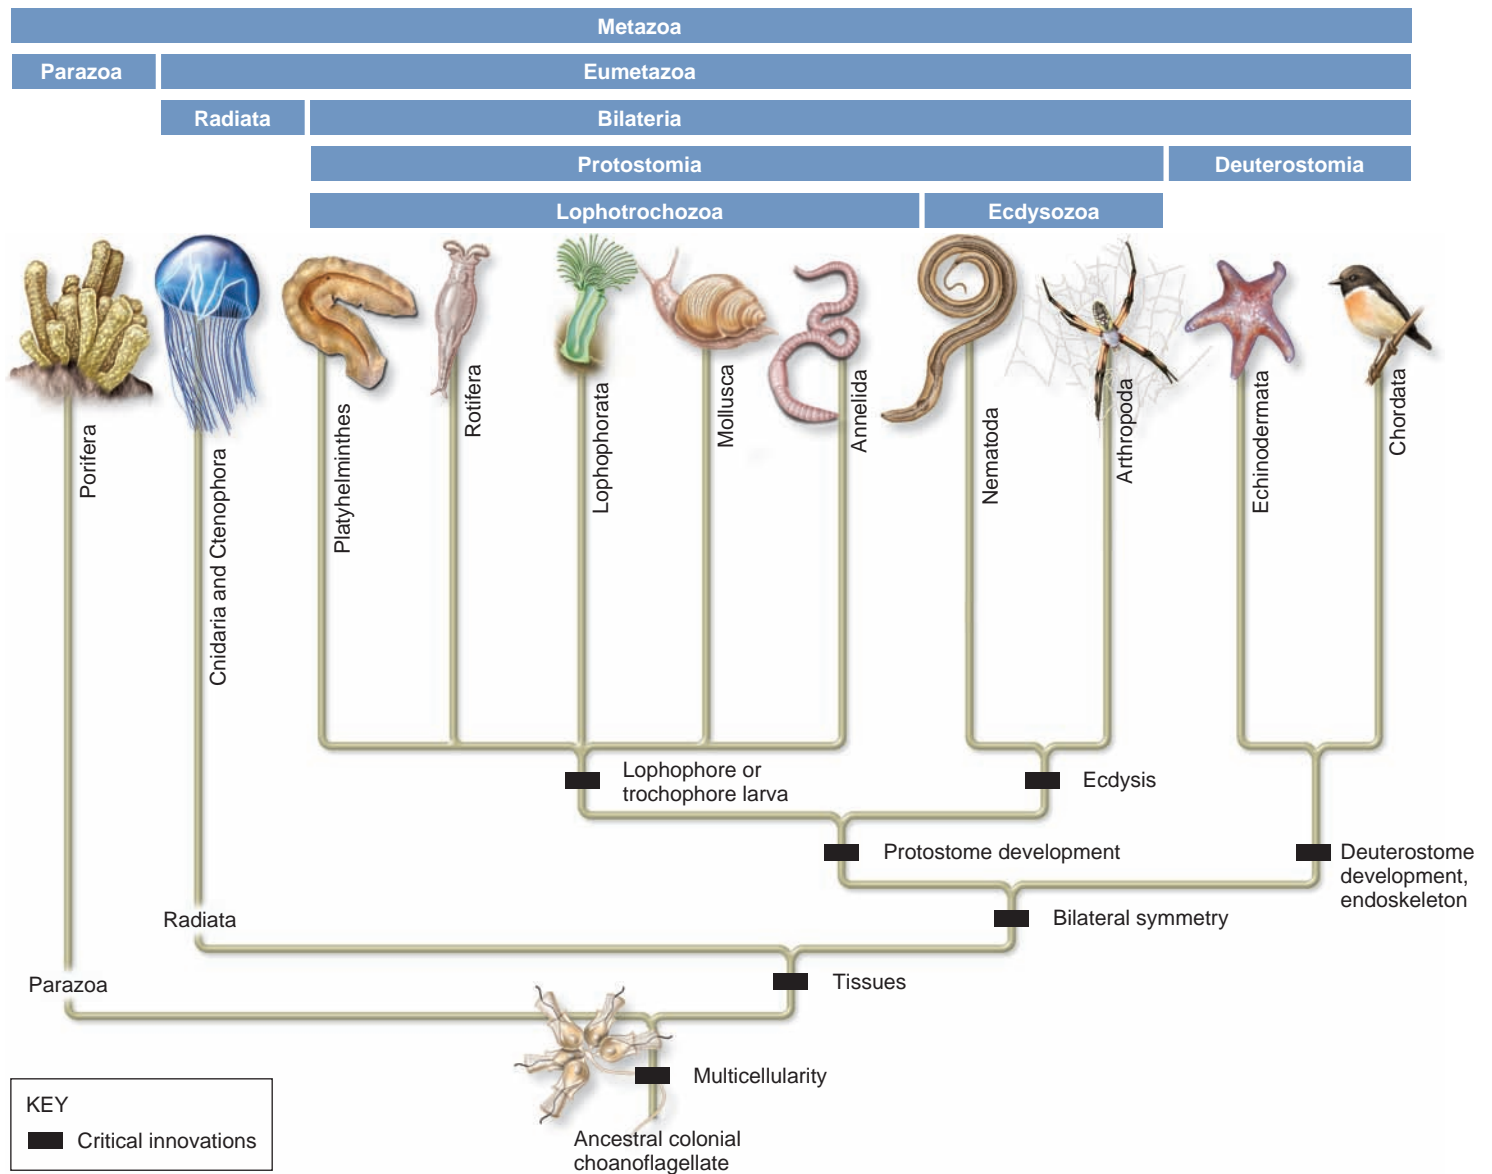 Metazoa
Parazoa
Eumetazoa
Radiata
Bilateria
Protostomia
Deuterostomia
Lophotrochozoa
Ecdysozoa
Porifera
Cnidaria and Ctenophora
Platyhelminthes
Rotifera
Lophophorata
Mollusca
Annelida
Nematoda
Arthropoda
Echinodermata
Chordata
Lophophore or
trochophore larva
Ecdysis
Protostome development
Deuterostome
development,
endoskeleton
Radiata
Bilateral symmetry
Parazoa
Tissues
Multicellularity
KEY
Critical innovations
Ancestral colonial
choanoflagellate